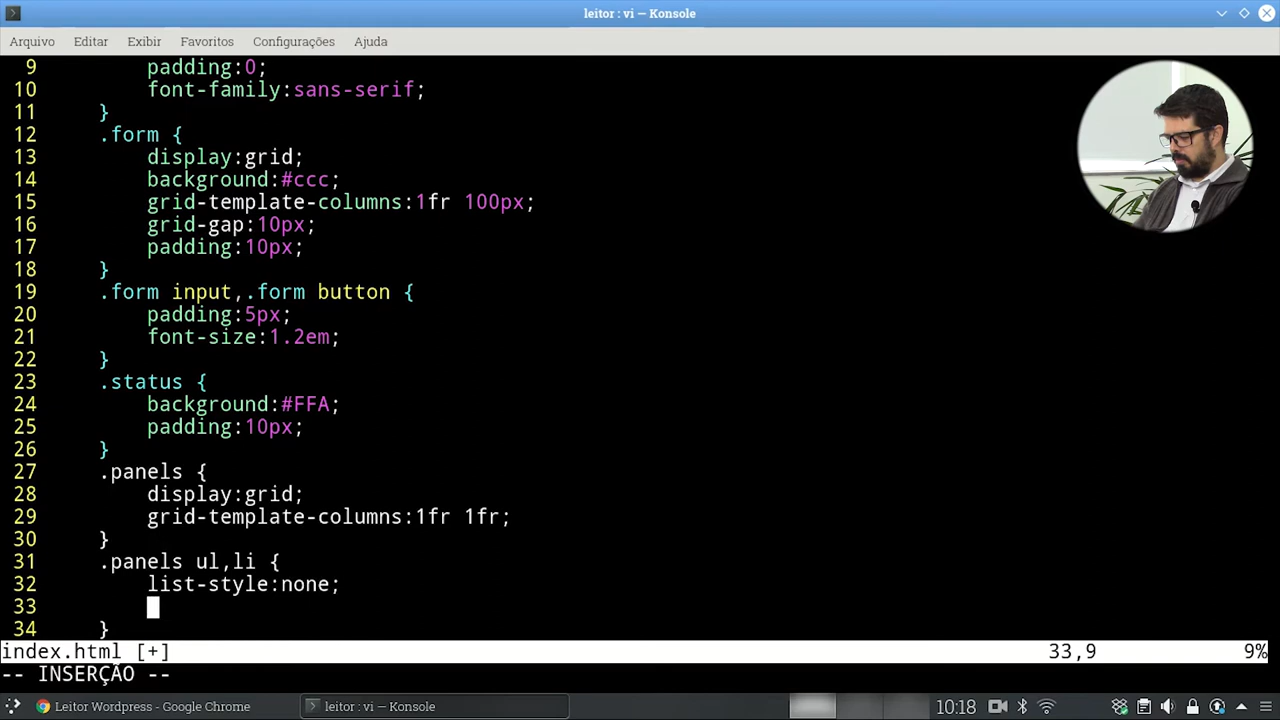 leitor : vi — Konsole
Arquivo Editar Exibir Favoritos Configurações Ajuda
9 padding:0;
10 font-family:sans-serif;
11 }
12 .form {
13 display:grid;
14 background:#ccc;
15 grid-template-columns:1fr 100px;
16 grid-gap:10px;
17 padding:10px;
18 }
19 .form input,.form button {
20 padding:5px;
21 font-size:1.2em;
22 }
23 .status {
24 background:#FFA;
25 padding:10px;
26 }
27 .panels {
28 display:grid;
29 grid-template-columns:1fr 1fr;
30 }
31 .panels ul,li {
32 list-style:none;
33
34 }
index.html [+] 33,9 9%
-- INSERÇÃO --
Leitor Wordpress - Google Chrome leitor : vi — Konsole 10:18